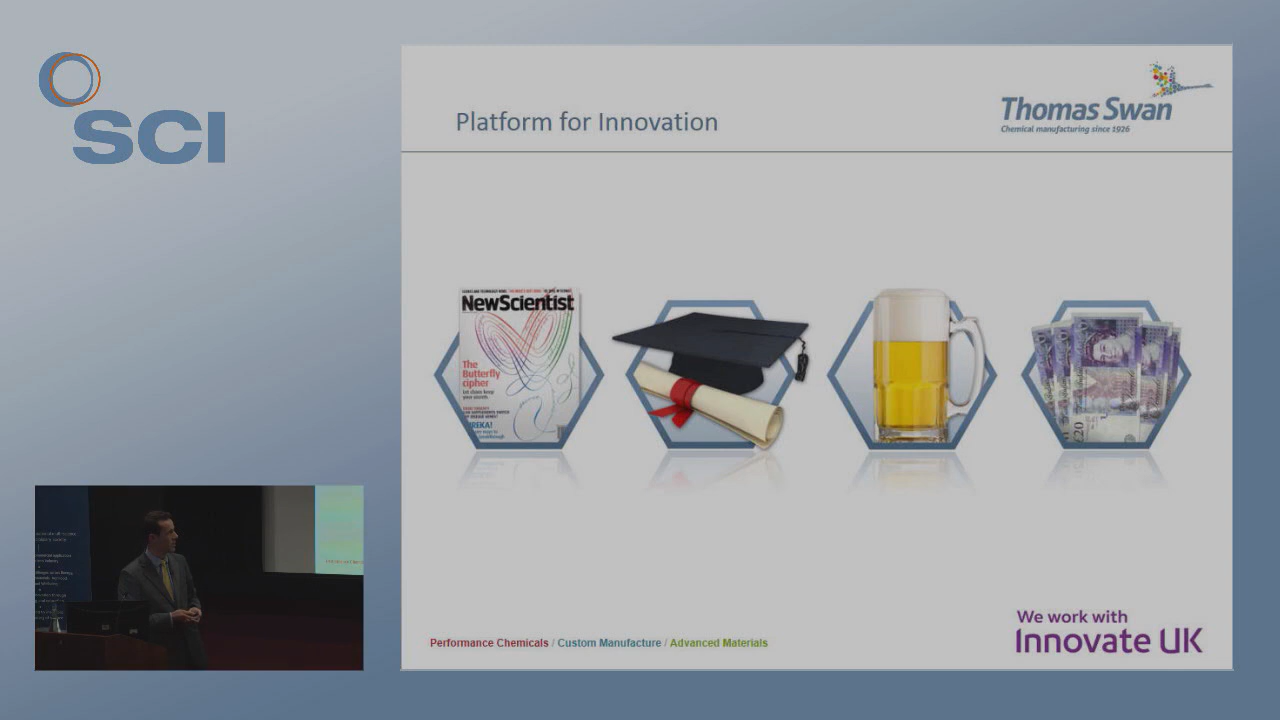 SCI
Platform for Innovation
Thomas Swan
Chemical manufacturing since 1926
NewScientist
The
Butterfly
cipher
£20
We work with
Innovate UK
Performance Chemicals / Custom Manufacture / Advanced Materials